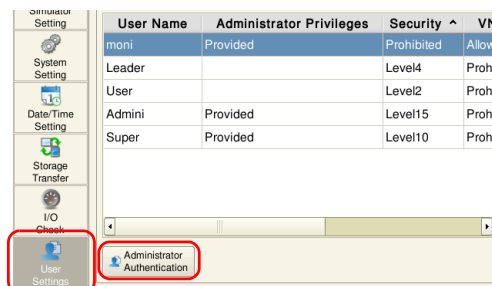 Simulator
Setting
System
Setting
Date/Time
Setting
Storage
Transfer
I/O
Check
User
Settings
User Name Administrator Privileges Security VN
moni Provided Prohibited Allow
Leader Level4 Proh
User Level2 Proh
Admini Provided Level15 Proh
Super Provided Level10 Proh
Administrator
Authentication